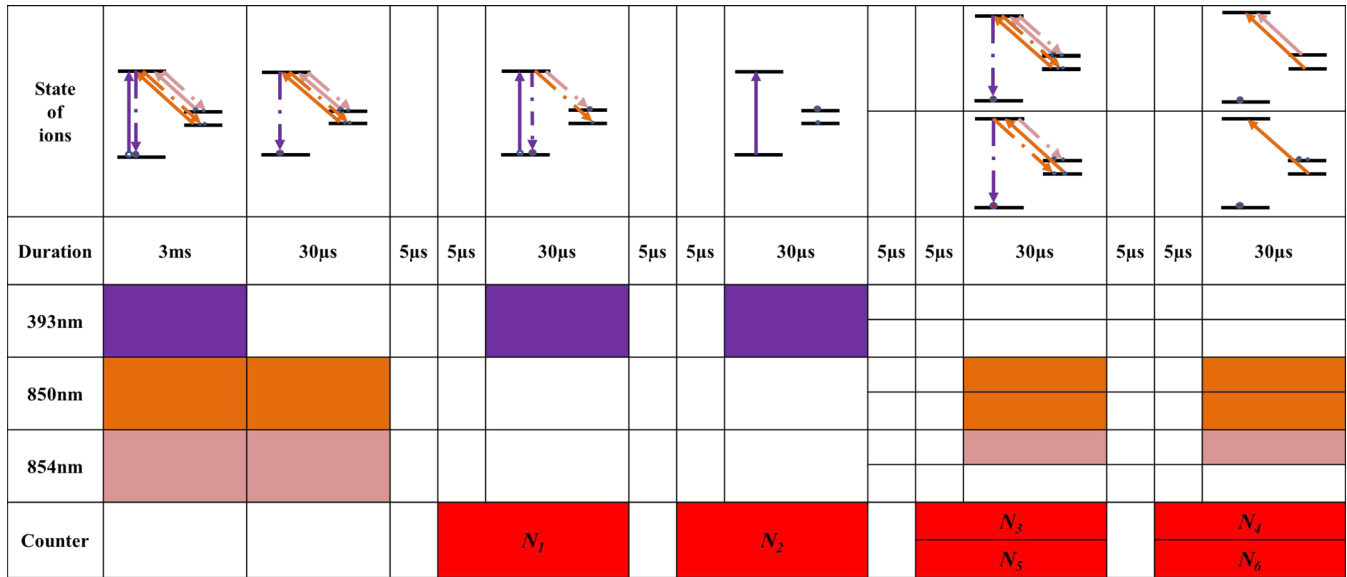 State
of
ions
Duration 3ms 30μs 5μs 5μs 30μs 5μs 5μs 30μs 5μs 5μs 30μs 5μs 5μs 30μs
393nm
850nm
854nm
Counter N1 N2 N3 N4
N5 N6